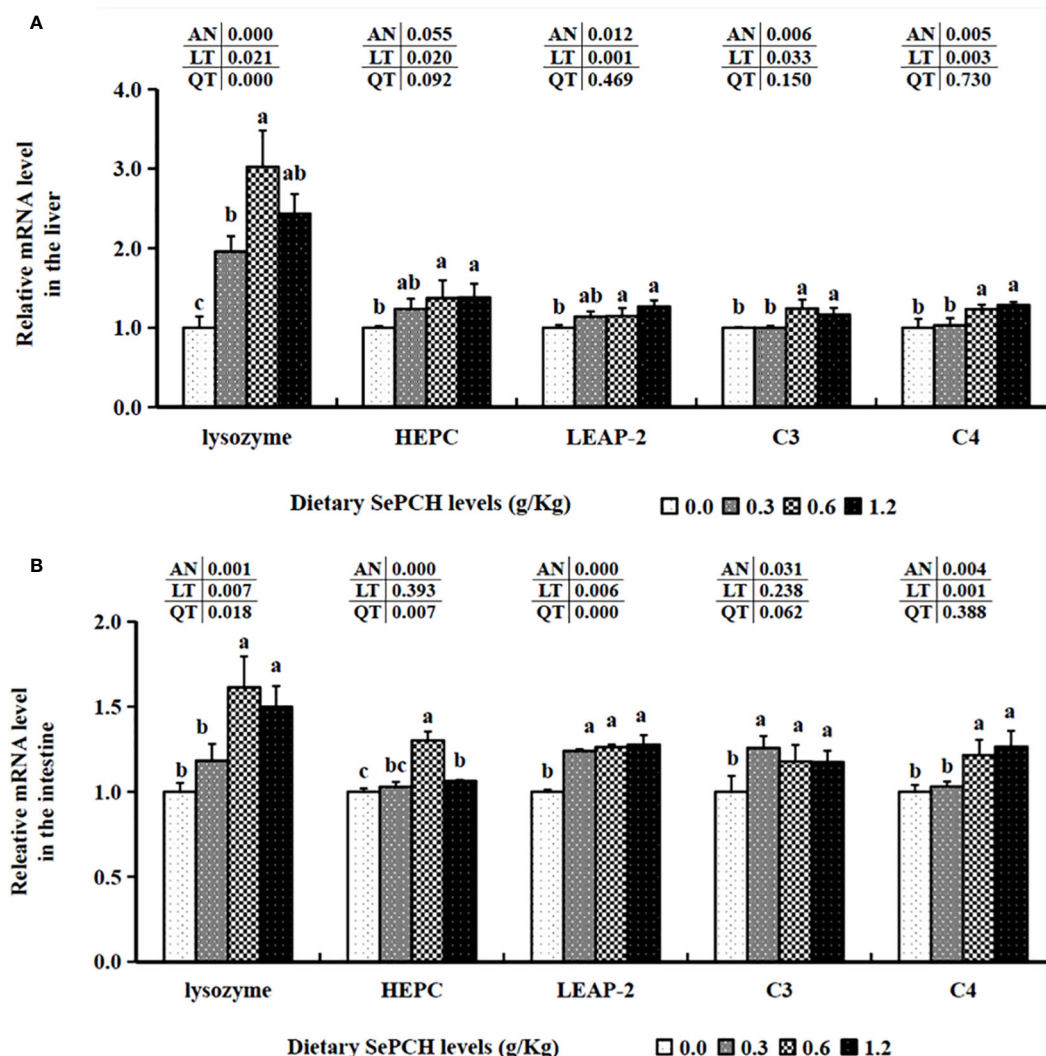 A
AN 0.000 AN 0.055 AN 0.012 AN 0.006 AN 0.005
LT 0.021 LT 0.020 LT 0.001 LT 0.033 LT 0.003
QT 0.000 QT 0.092 QT 0.469 QT 0.150 QT 0.730
Relative mRNA level
in the liver
4.0
3.0
2.0
1.0
0.0
c b a ab
b ab a a
b ab a a
b b a a
b b a a
lysozyme HEPC LEAP-2 C3 C4
Dietary SePCH levels (g/Kg) 0.0 0.3 0.6 1.2
B
AN 0.001 AN 0.000 AN 0.000 AN 0.031 AN 0.004
LT 0.007 LT 0.393 LT 0.006 LT 0.238 LT 0.001
QT 0.018 QT 0.007 QT 0.000 QT 0.062 QT 0.388
Releative mRNA level
in the intestine
2.0
1.5
1.0
0.5
0.0
b b a a
c bc a b
b a a a
b a a a
b b a a
lysozyme HEPC LEAP-2 C3 C4
Dietary SePCH levels (g/Kg) 0.0 0.3 0.6 1.2